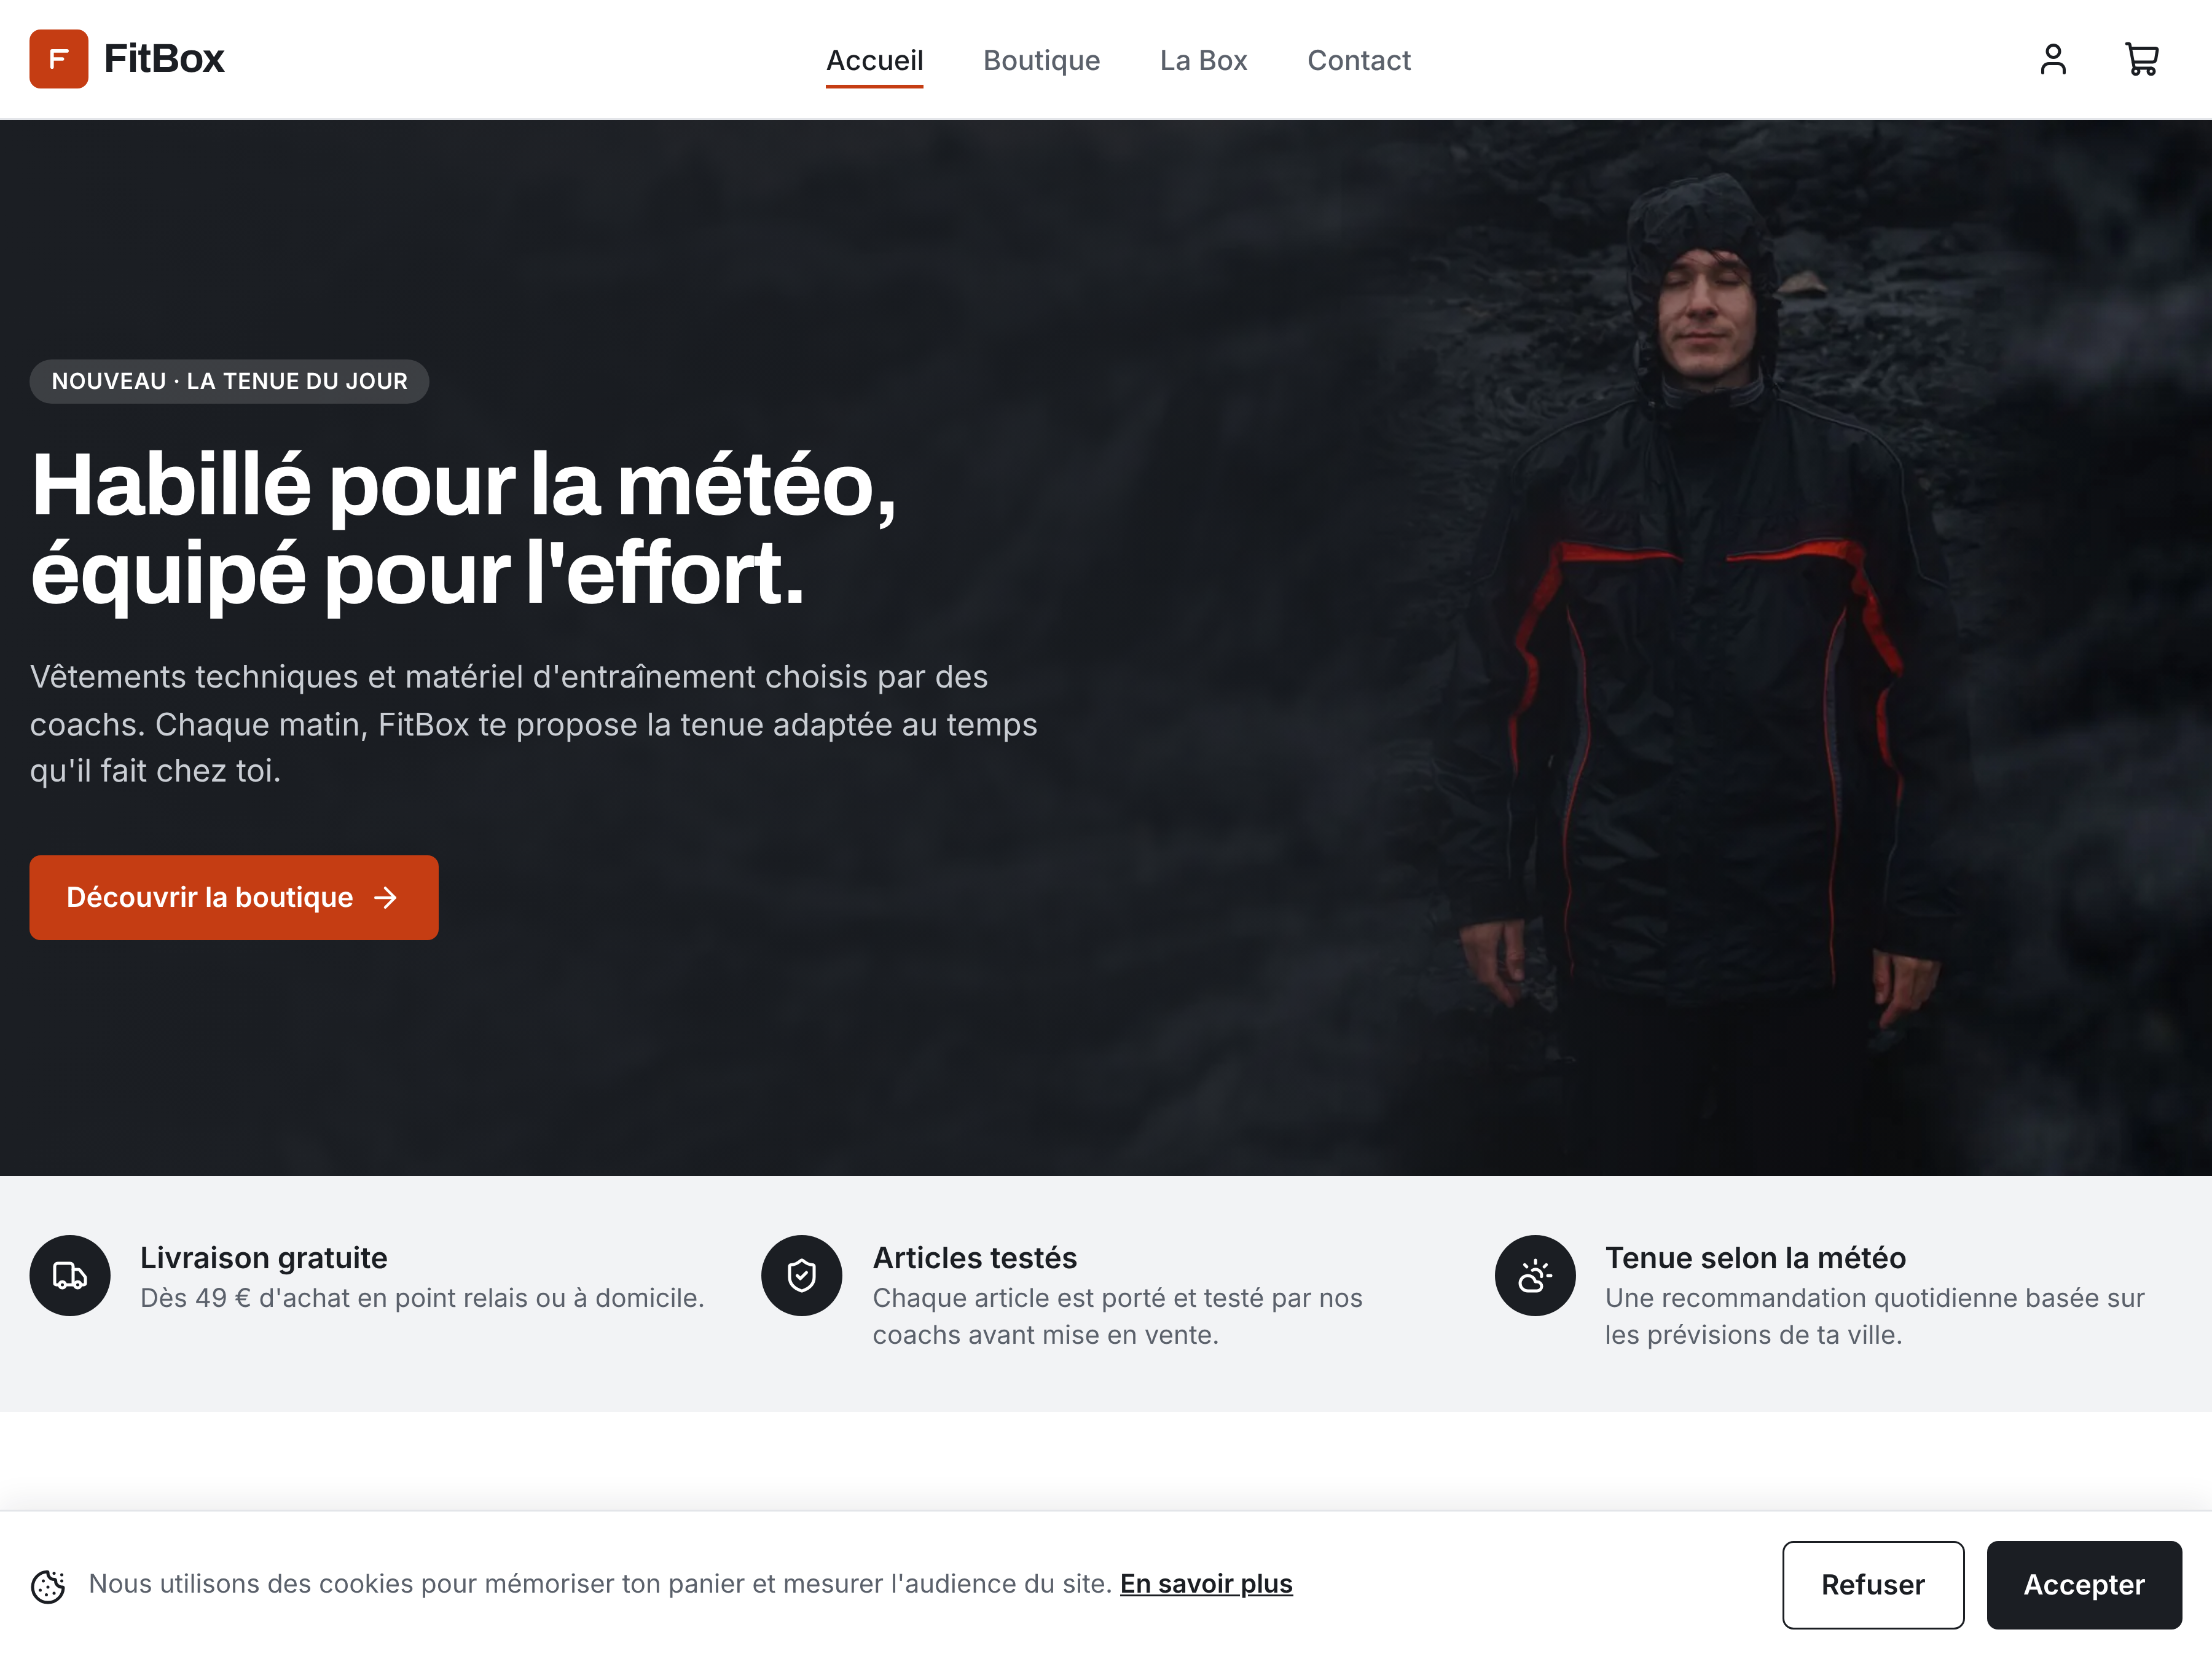 F FitBox
Accueil Boutique La Box Contact
NOUVEAU · LA TENUE DU JOUR
Habillé pour la météo,
équipé pour l'effort.
Vêtements techniques et matériel d'entraînement choisis par des
coachs. Chaque matin, FitBox te propose la tenue adaptée au temps
qu'il fait chez toi.
Découvrir la boutique
Livraison gratuite
Dès 49 € d'achat en point relais ou à domicile.
Articles testés
Chaque article est porté et testé par nos
coachs avant mise en vente.
Tenue selon la météo
Une recommandation quotidienne basée sur
les prévisions de ta ville.
Nous utilisons des cookies pour mémoriser ton panier et mesurer l'audience du site. En savoir plus
Refuser
Accepter